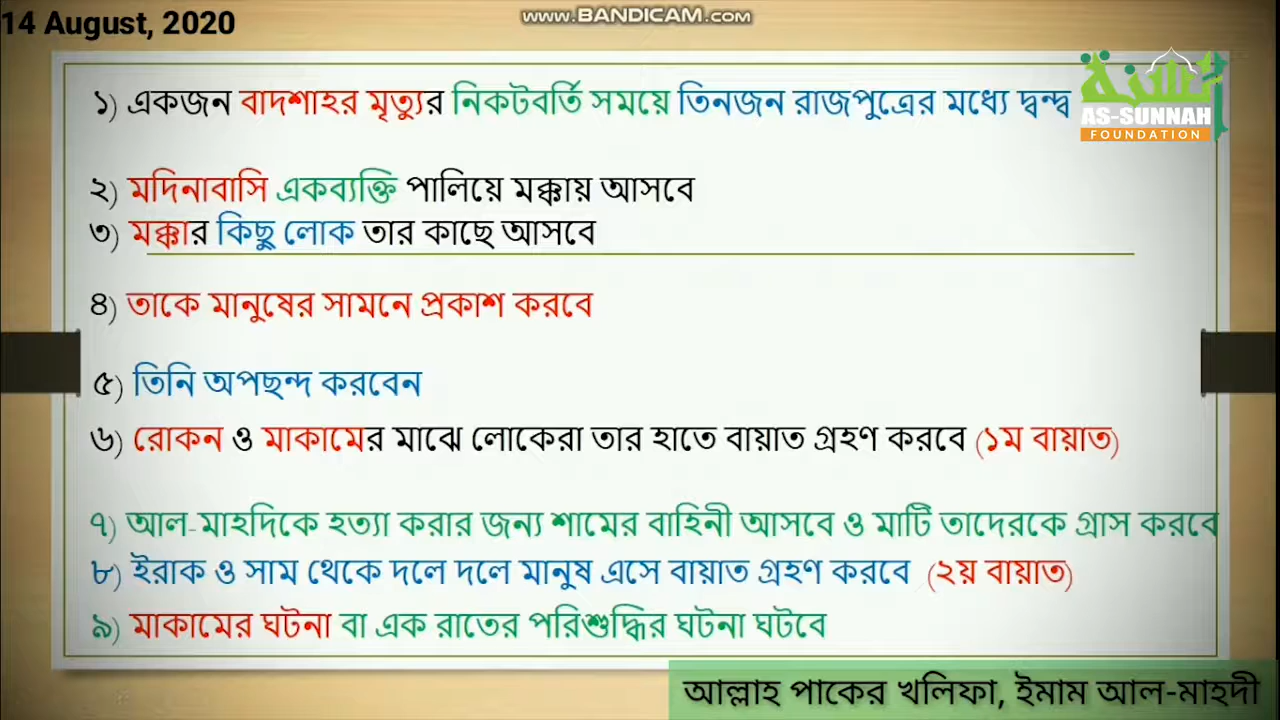 14 August, 2020
www.BANDICAM.com
AS-SUNNAH
FOUNDATION
১) একজন বাদশাহর মৃত্যুর নিকটবর্তি সময়ে তিনজন রাজপুত্রের মধ্যে দ্বন্দ্ব
২) মদিনাবাসি একব্যক্তি পালিয়ে মক্কায় আসবে
৩) মক্কার কিছু লোক তার কাছে আসবে
৪) তাকে মানুষের সামনে প্রকাশ করবে
৫) তিনি অপছন্দ করবেন
৬) রোকন ও মাকামের মাঝে লোকেরা তার হাতে বায়াত গ্রহণ করবে (১ম বায়াত)
৭) আল-মাহদিকে হত্যা করার জন্য শামের বাহিনী আসবে ও মাটি তাদেরকে গ্রাস করবে
৮) ইরাক ও সাম থেকে দলে দলে মানুষ এসে বায়াত গ্রহণ করবে (২য় বায়াত)
৯) মাকামের ঘটনা বা এক রাতের পরিশুদ্ধির ঘটনা ঘটবে
আল্লাহ পাকের খলিফা, ইমাম আল-মাহদী